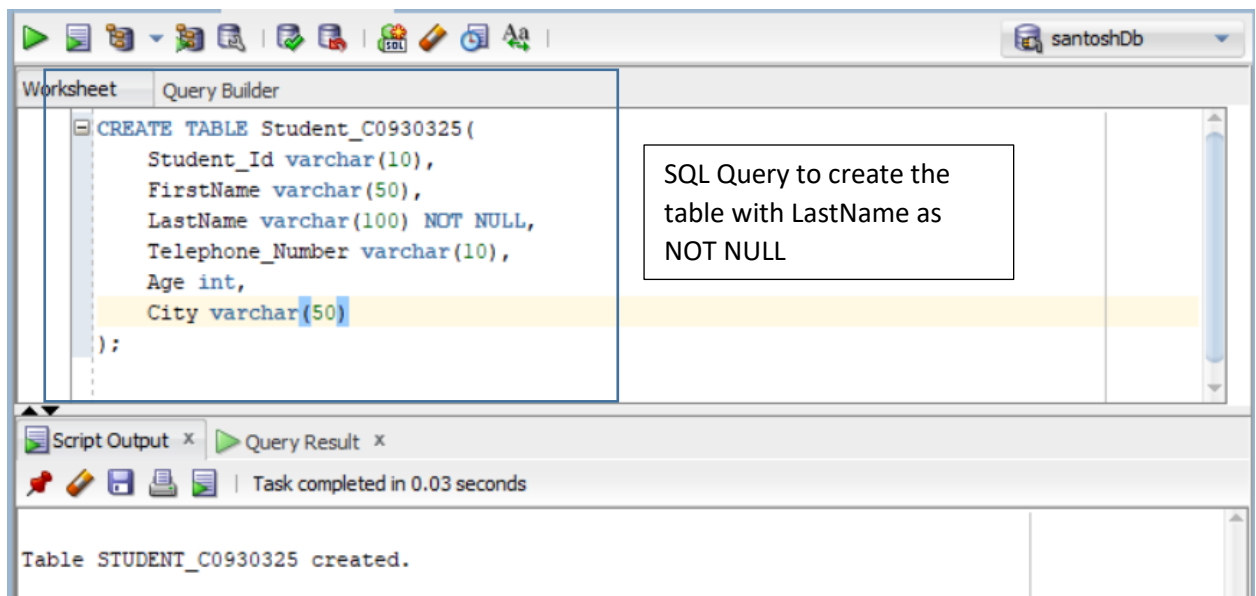 santoshDb
Worksheet Query Builder
CREATE TABLE Student_C0930325(
Student_Id varchar(10),
FirstName varchar(50),
LastName varchar(100) NOT NULL,
Telephone_Number varchar(10),
Age int,
City varchar(50)
);
SQL Query to create the
table with LastName as
NOT NULL
Script Output x Query Result x
Task completed in 0.03 seconds
Table STUDENT_C0930325 created.